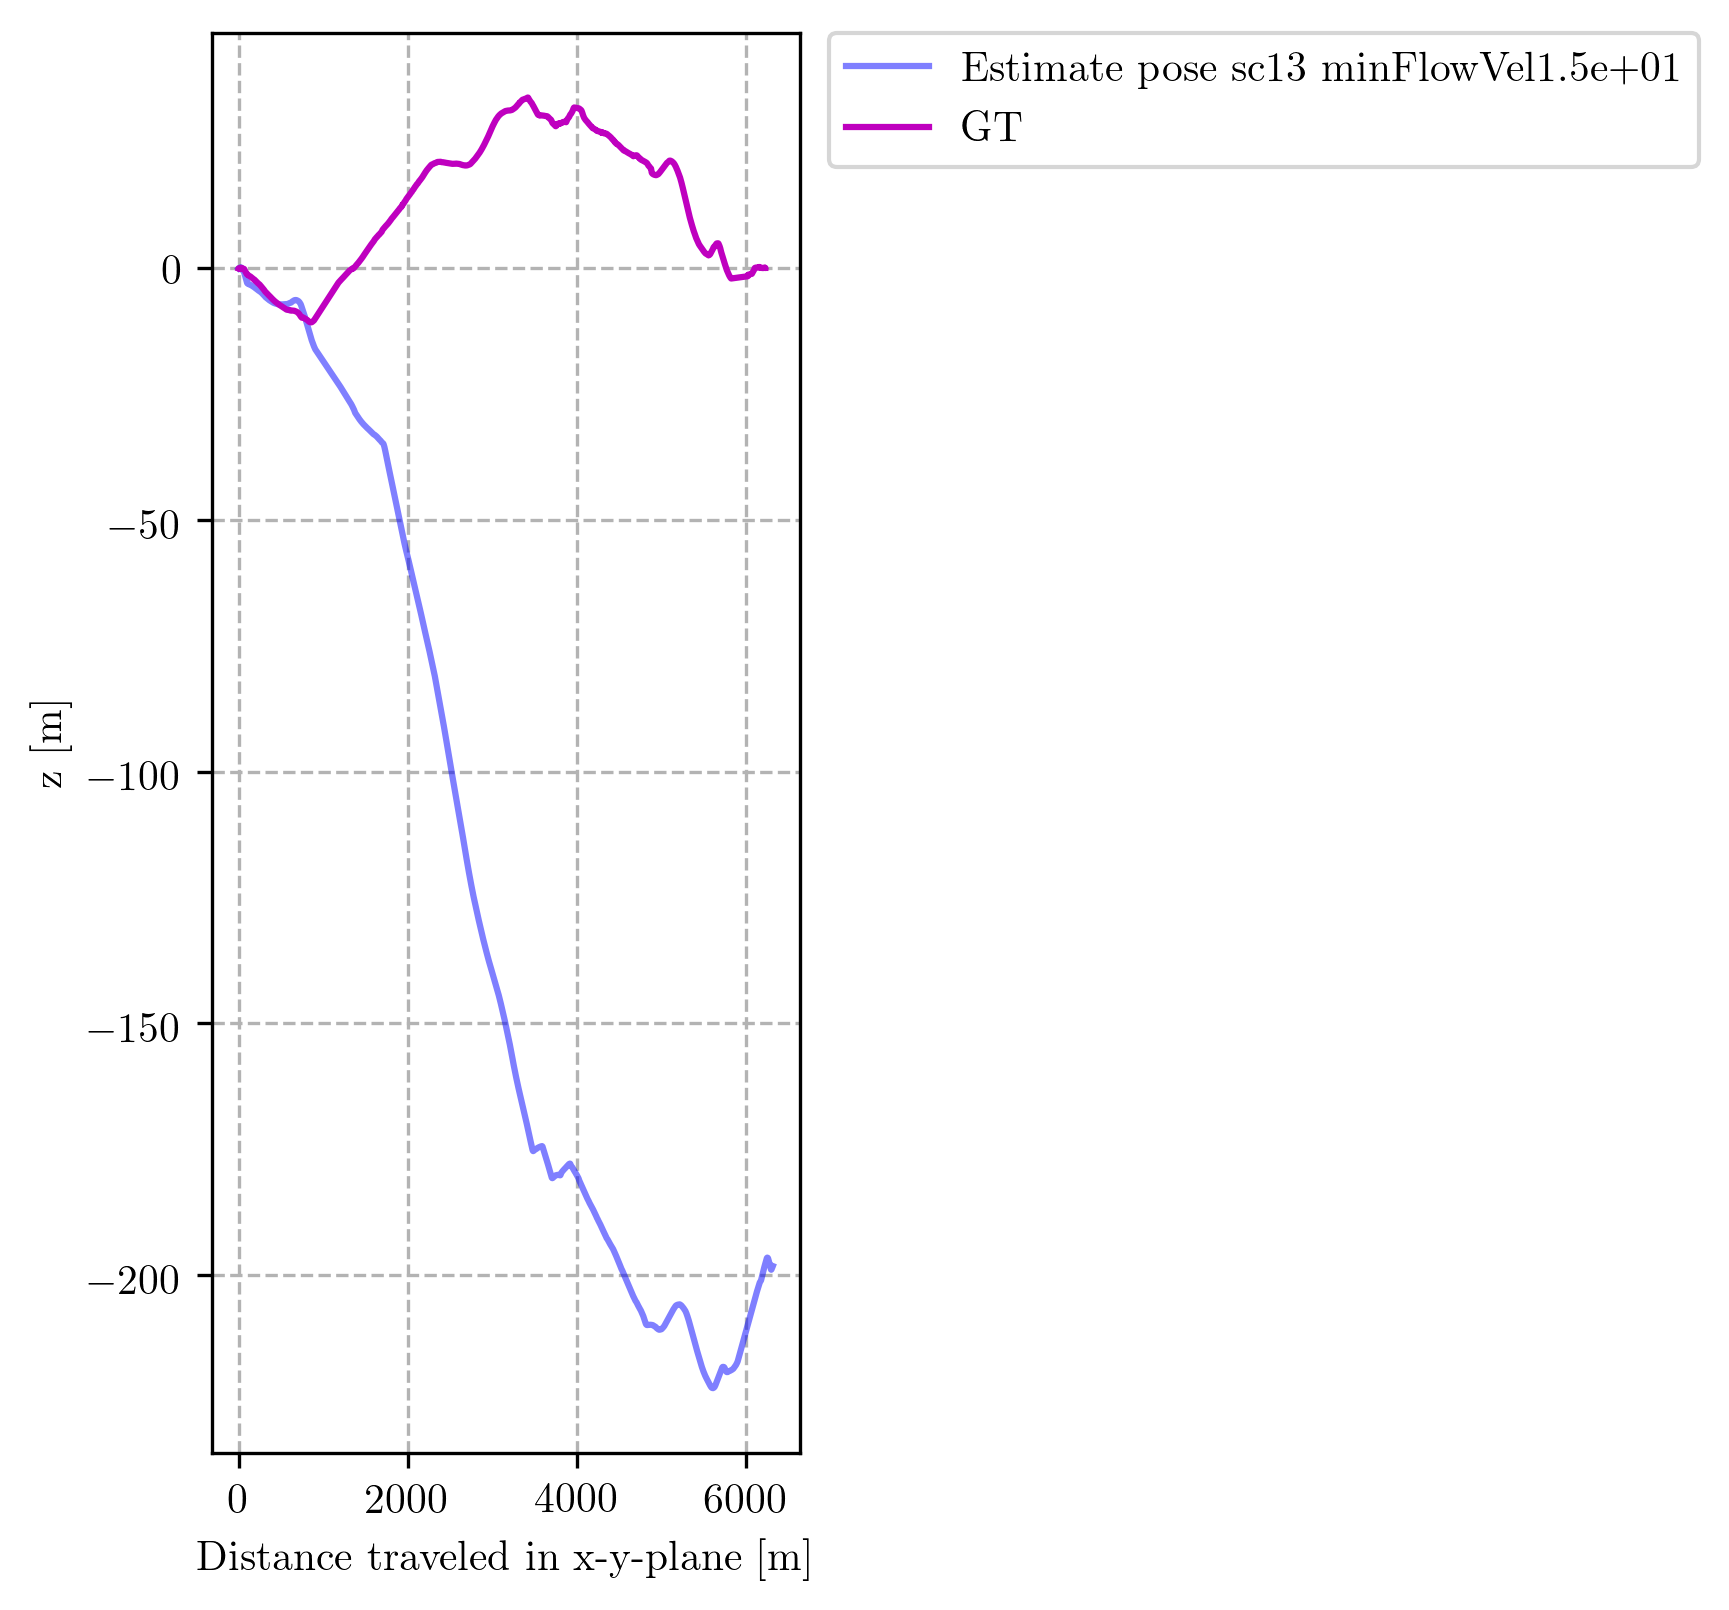 Estimate pose sc13 minFlowVel1.5e+01
GT
0
−50
−100
−150
−200
z [m]
0 2000 4000 6000
Distance traveled in x-y-plane [m]